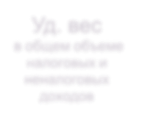 Уд. вес
в общем объеме
налоговых и
неналоговых
доходов